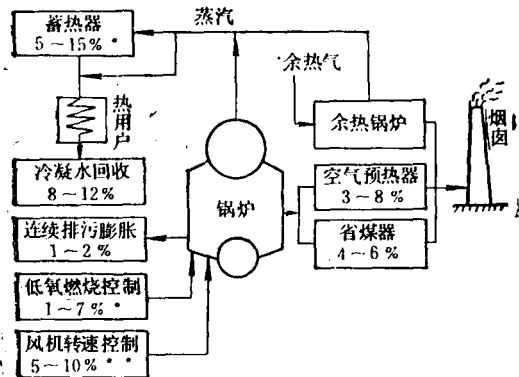 蓄热器
5～15%*
蒸汽
余热气
热用户
余热锅炉
烟囱
冷凝水回收
8～12%
空气预热器
3～8%
锅炉
连续排污膨胀
1～2%
省煤器
4～6%
低氧燃烧控制
1～7%*
风机转速控制
5～10%**